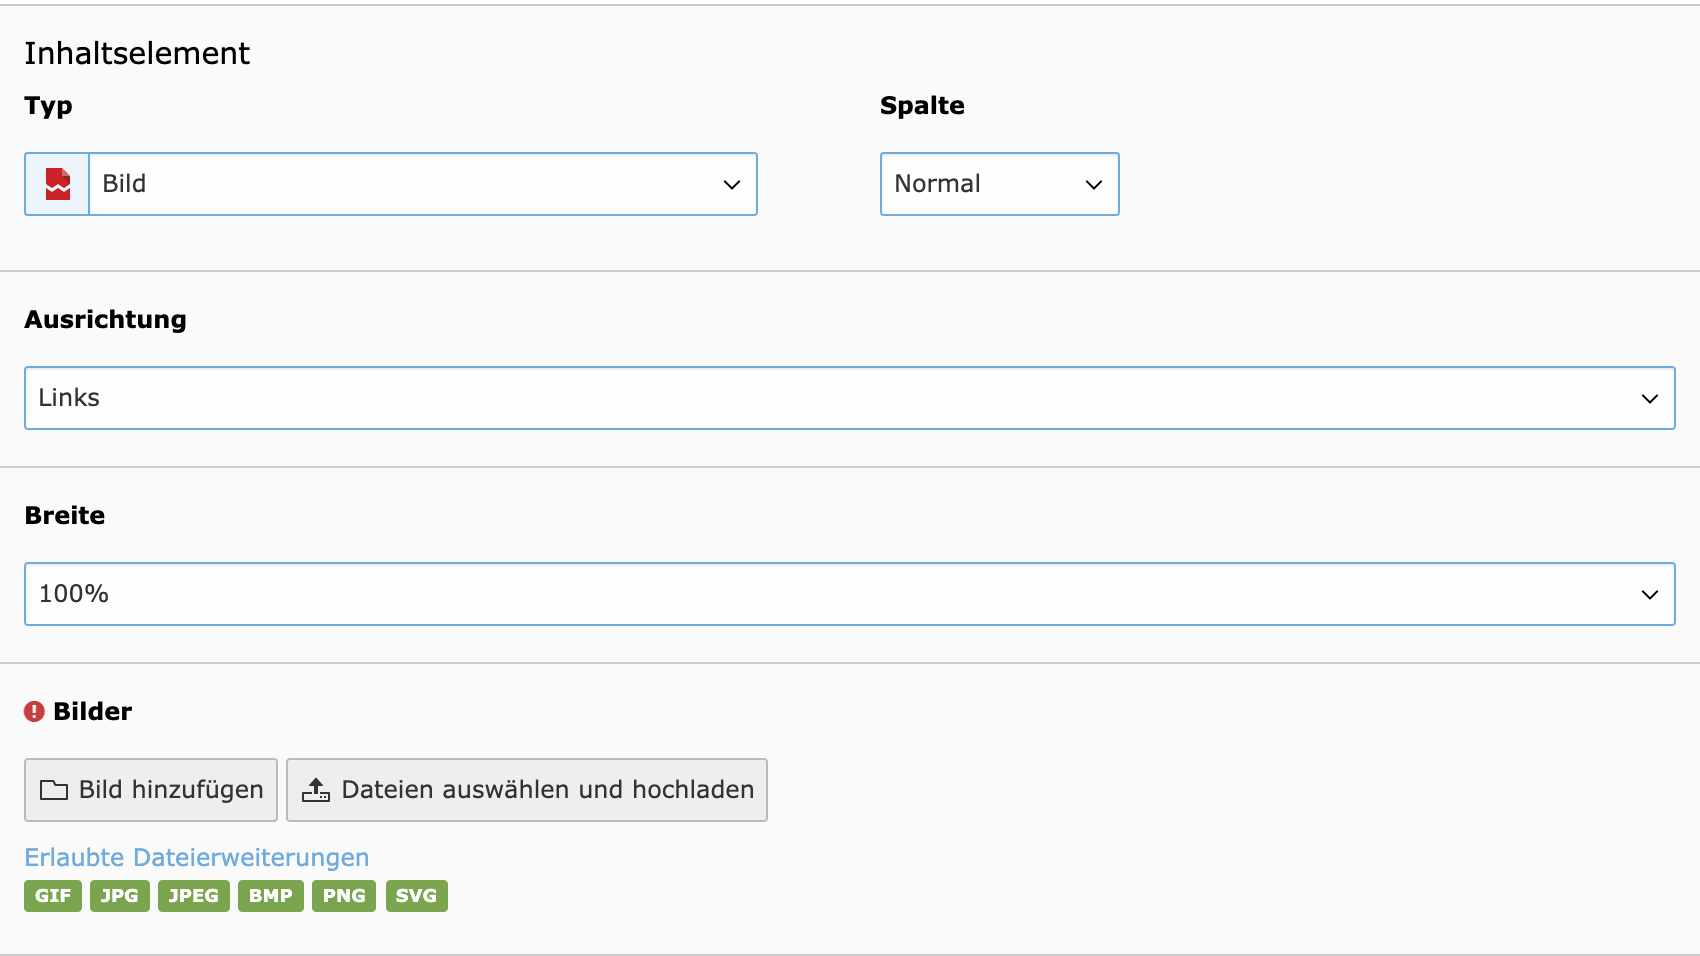 Inhaltselement
Typ
Spalte
Bild
Normal
Ausrichtung
Links
Breite
100%
Bilder
Bild hinzufügen
Dateien auswählen und hochladen
Erlaubte Dateierweiterungen
GIF JPG JPEG BMP PNG SVG